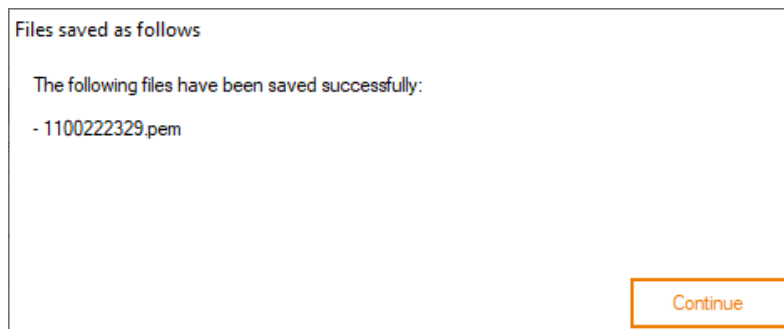 Files saved as follows
The following files have been saved successfully:
- 1100222329.pem
Continue